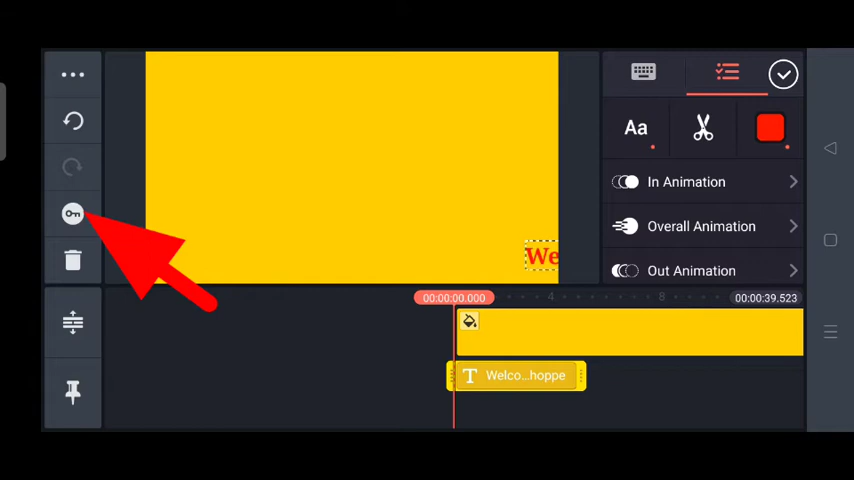 Aa
In Animation
We
Overall Animation
Out Animation
00:00:00.000
4
8
00:00:39.523
T Welco...hoppe